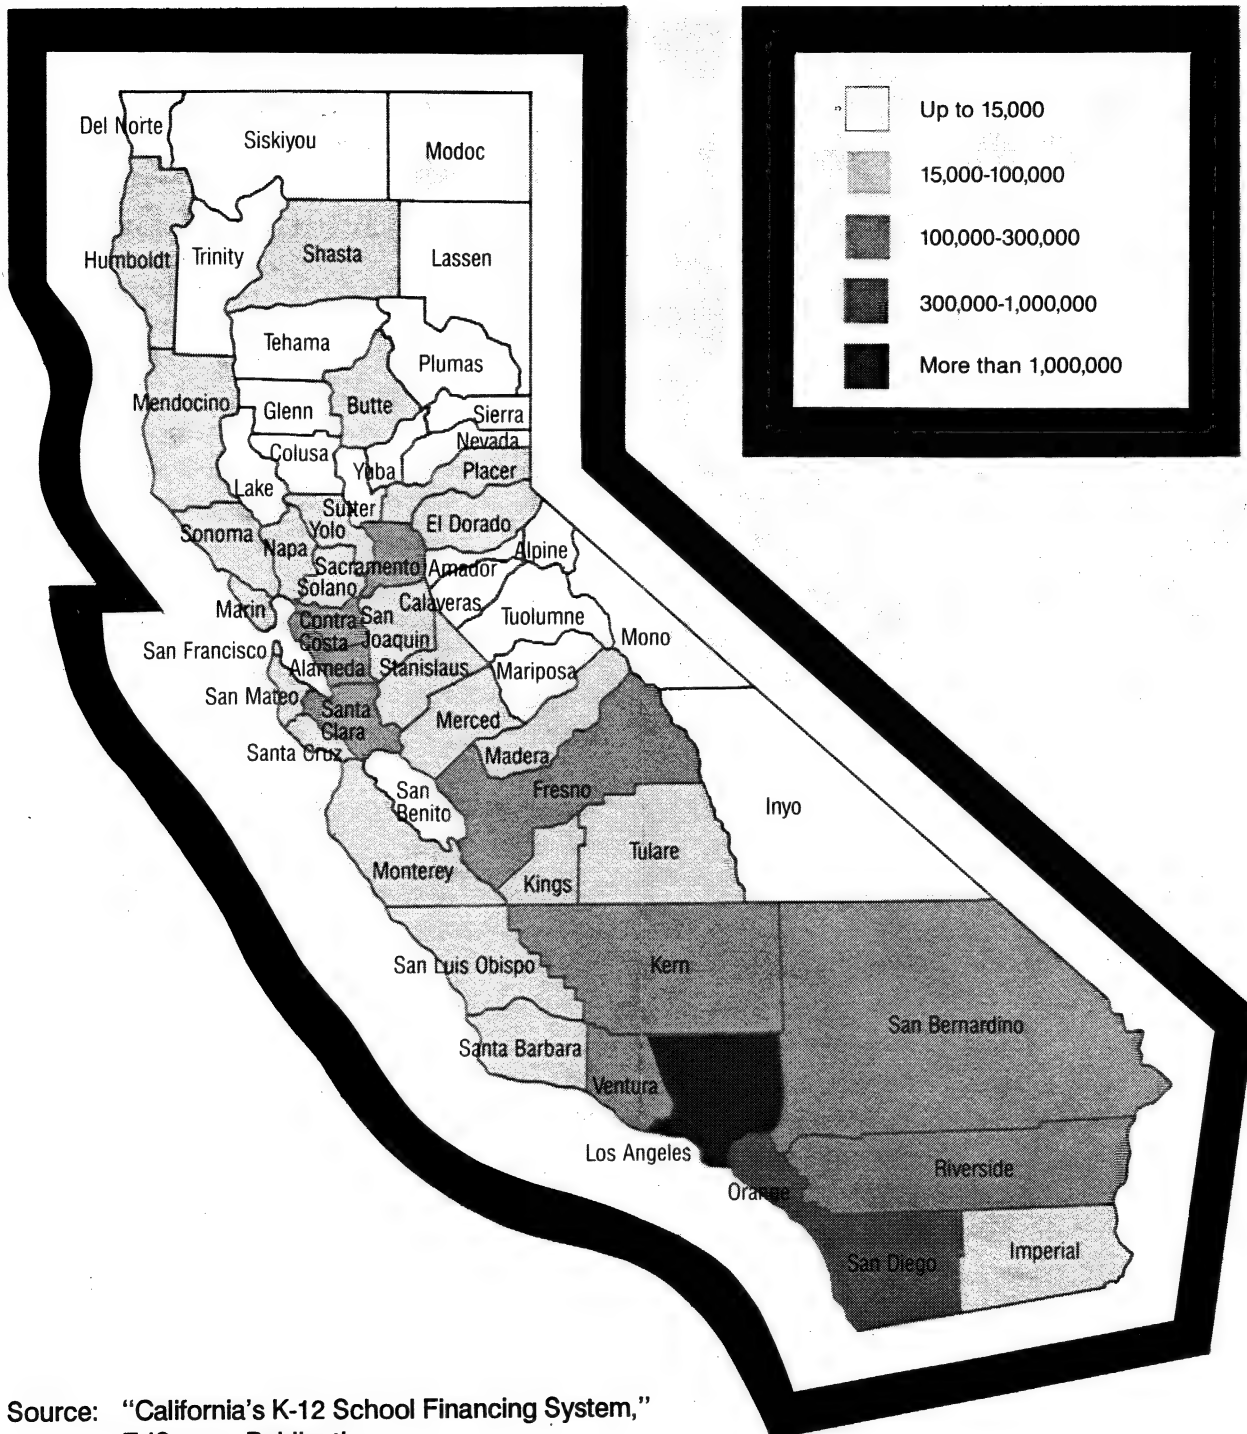 Up to 15,000
15,000-100,000
100,000-300,000
300,000-1,000,000
More than 1,000,000
Del Norte
Siskiyou
Modoc
Humboldt
Trinity
Shasta
Lassen
Tehama
Plumas
Mendocino
Glenn
Butte
Sierra
Nevada
Colusa
Yuba
Placer
Lake
Sutter
Sonoma
Yolo
El Dorado
Napa
Alpine
Sacramento
Amador
Solano
Marin
Calaveras
Contra
Costa
San
Joaquin
Tuolumne
Mono
San Francisco
Alameda
Stanislaus
Mariposa
San Mateo
Santa
Clara
Merced
Santa Cruz
Madera
San
Benito
Fresno
Inyo
Monterey
Kings
Tulare
San Luis Obispo
Kern
San Bernardino
Santa Barbara
Ventura
Los Angeles
Orange
Riverside
San Diego
Imperial
Source: “California’s K-12 School Financing System,”